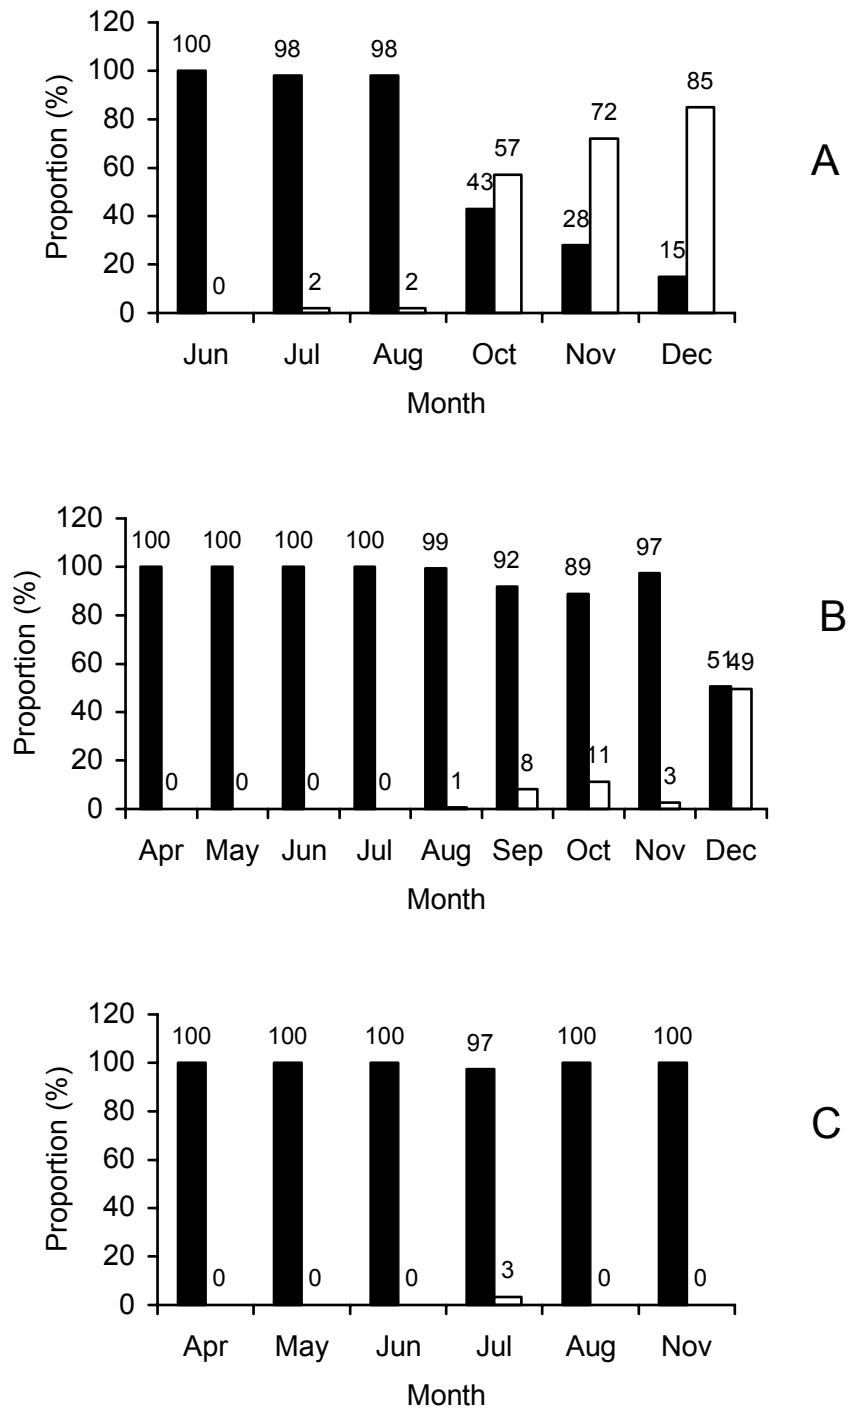 120
100
80
60
40
20
0
Proportion (%)
100 98 98 43 57 28 72 15 85
0 2 2
Jun Jul Aug Oct Nov Dec
Month
A
120
100
80
60
40
20
0
Proportion (%)
100 100 100 100 99 92 89 97 51 49
0 0 0 0 1 8 11 3
Apr May Jun Jul Aug Sep Oct Nov Dec
Month
B
120
100
80
60
40
20
0
Proportion (%)
100 100 100 97 100 100
0 0 0 3 0 0
Apr May Jun Jul Aug Nov
Month
C